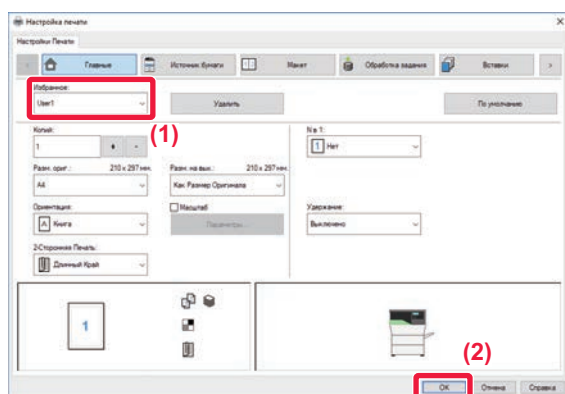 Настройка печати
Настройки Печати
Главные Источник бумаги Макет Обработка задания Вставки
Избранное:
User1 Удалить По умолчанию
(1)
Копий: N в 1:
1 + - 1 Нет
Разм. ориг.: 210 x 297 мм. Разм. на вых.: 210 x 297 мм.
A4 Как Размер Оригинала
Ориентация: Масштаб Удержание:
A Книга Параметры... Выключено
2-Сторонняя Печать:
Длинный Край
1
(2)
OK Отмена Справка